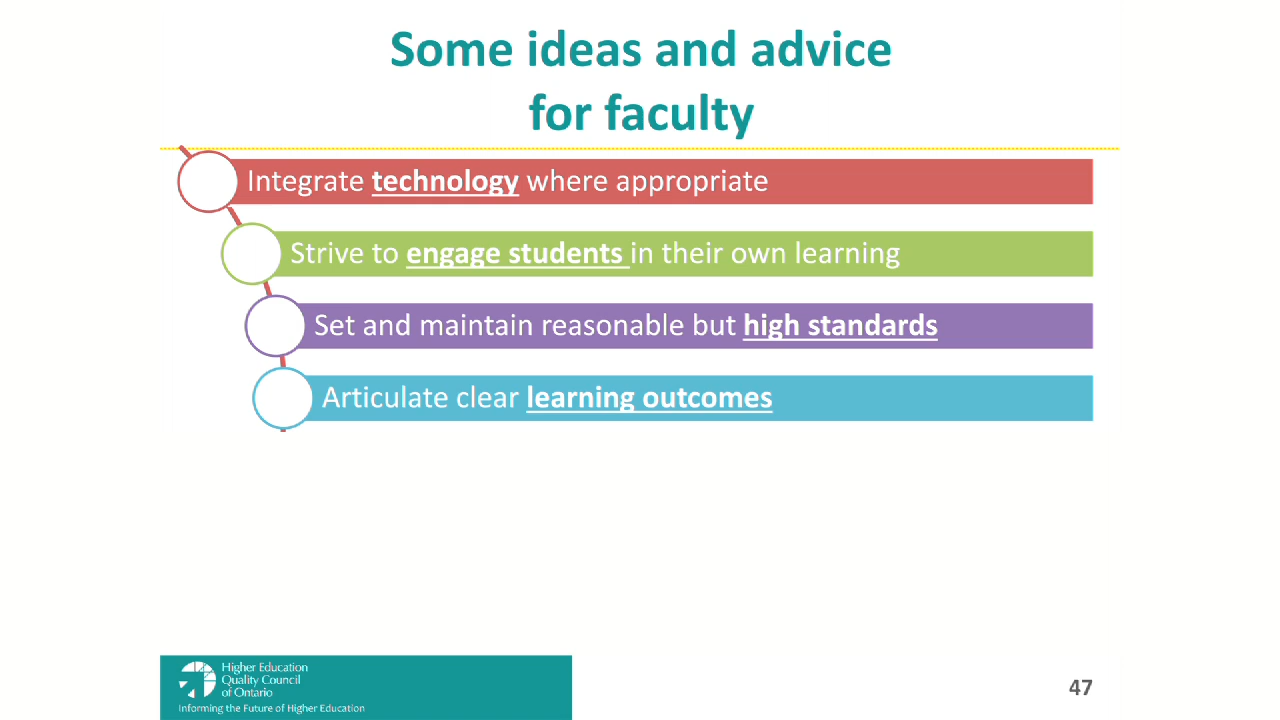 Some ideas and advice
for faculty
Integrate technology where appropriate
Strive to engage students in their own learning
Set and maintain reasonable but high standards
Articulate clear learning outcomes
Higher Education
Quality Council
of Ontario
Informing the Future of Higher Education
47